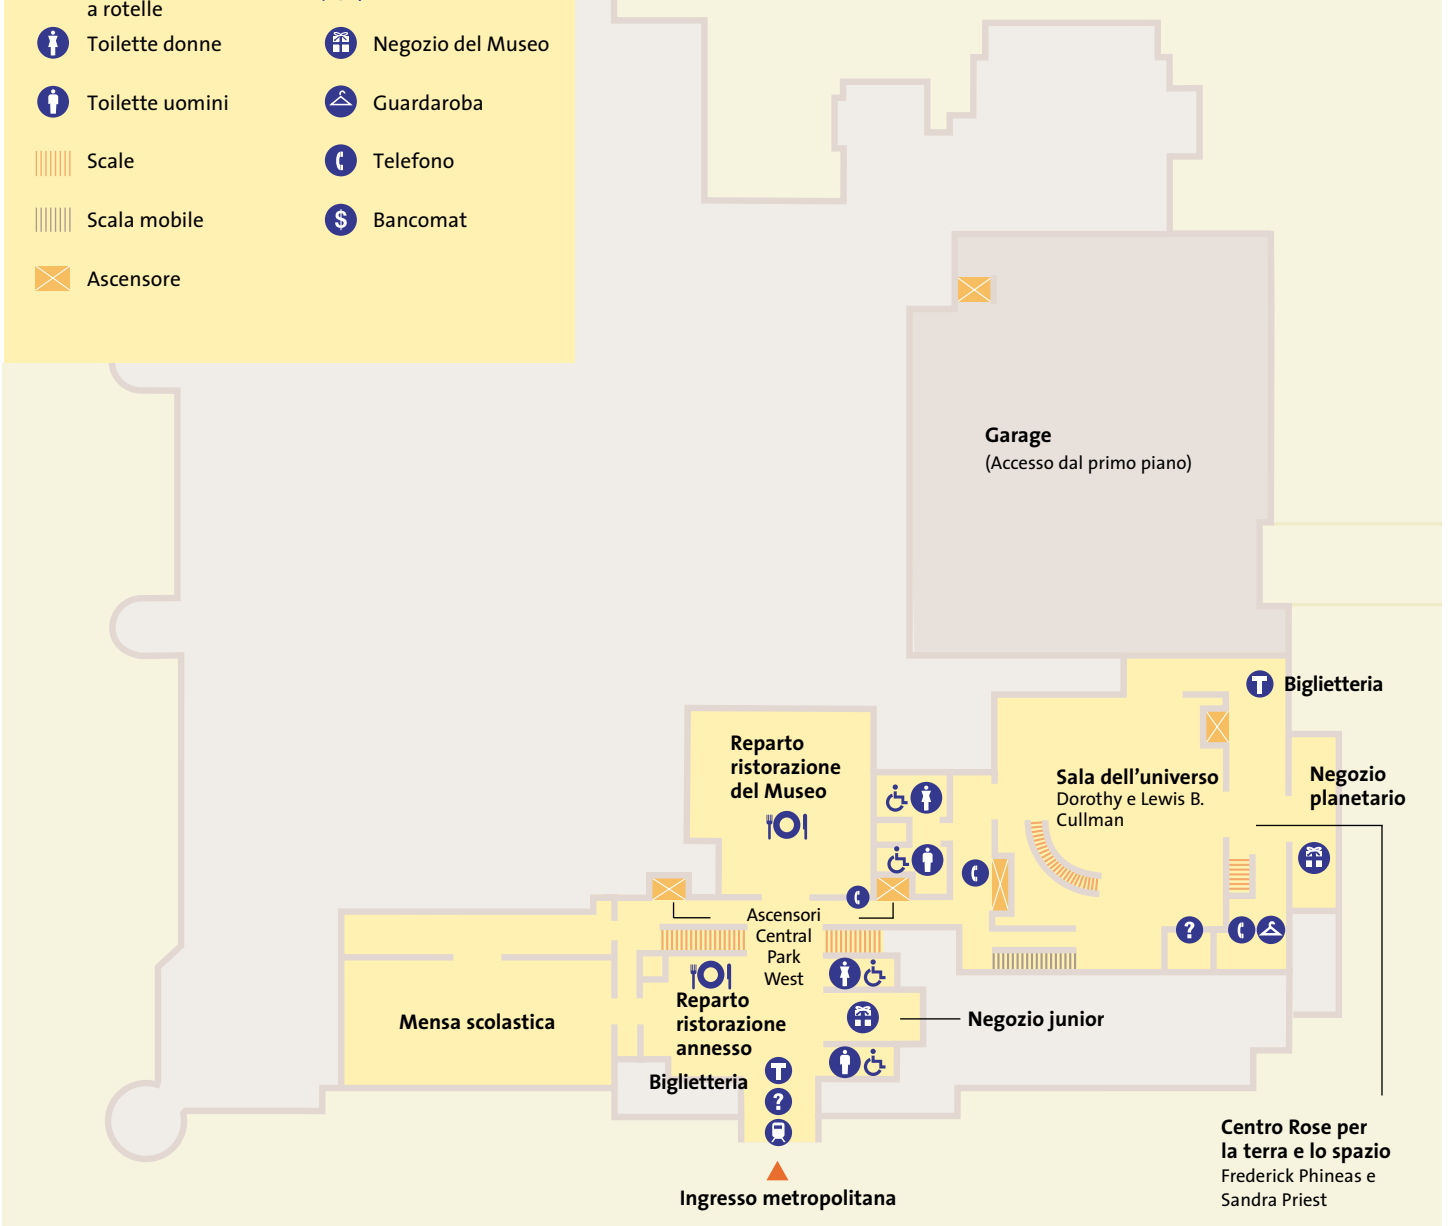 a rotelle
Toilette donne
Toilette uomini
Scale
Scala mobile
Ascensore
Negozio del Museo
Guardaroba
Telefono
$
Bancomat
Garage
(Accesso dal primo piano)
T
Biglietteria
Reparto
ristorazione
del Museo
Sala dell’universo
Dorothy e Lewis B.
Cullman
Negozio
planetario
Ascensori
Central
Park
West
?
Mensa scolastica
Reparto
ristorazione
annesso
Negozio junior
Biglietteria
T
?
Ingresso metropolitana
Centro Rose per
la terra e lo spazio
Frederick Phineas e
Sandra Priest